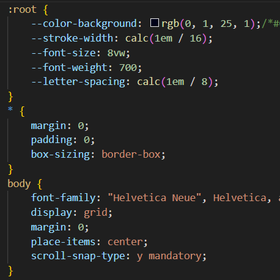 :root {
--color-background: rgb(0, 1, 25, 1);/*#
--stroke-width: calc(1em / 16);
--font-size: 8vw;
--font-weight: 700;
--letter-spacing: calc(1em / 8);
}
* {
margin: 0;
padding: 0;
box-sizing: border-box;
}
body {
font-family: "Helvetica Neue", Helvetica,
display: grid;
margin: 0;
place-items: center;
scroll-snap-type: y mandatory;
}